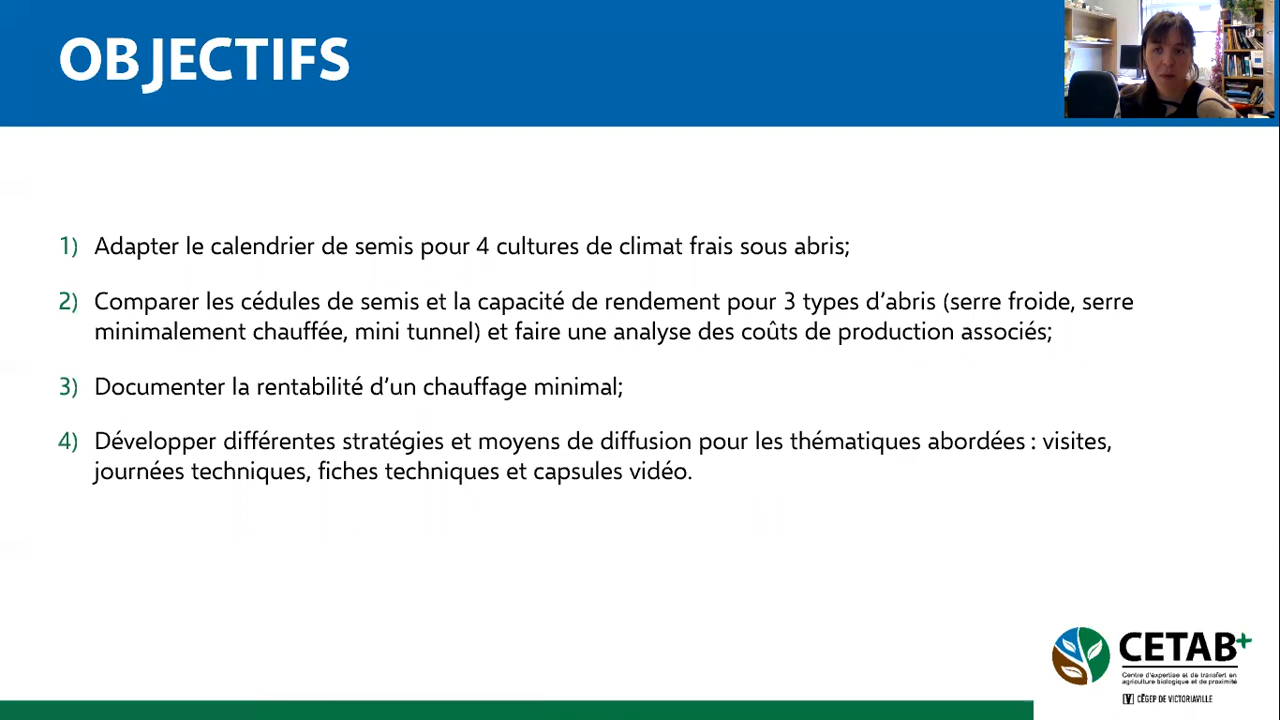 OBJECTIFS
1) Adapter le calendrier de semis pour 4 cultures de climat frais sous abris;
2) Comparer les cédules de semis et la capacité de rendement pour 3 types d’abris (serre froide, serre
minimalement chauffée, mini tunnel) et faire une analyse des coûts de production associés;
3) Documenter la rentabilité d’un chauffage minimal;
4) Développer différentes stratégies et moyens de diffusion pour les thématiques abordées : visites,
journées techniques, fiches techniques et capsules vidéo.
CETAB+
Centre d’expertise et de transfert en
agriculture biologique et de proximité
CÉGEP DE VICTORIAVILLE